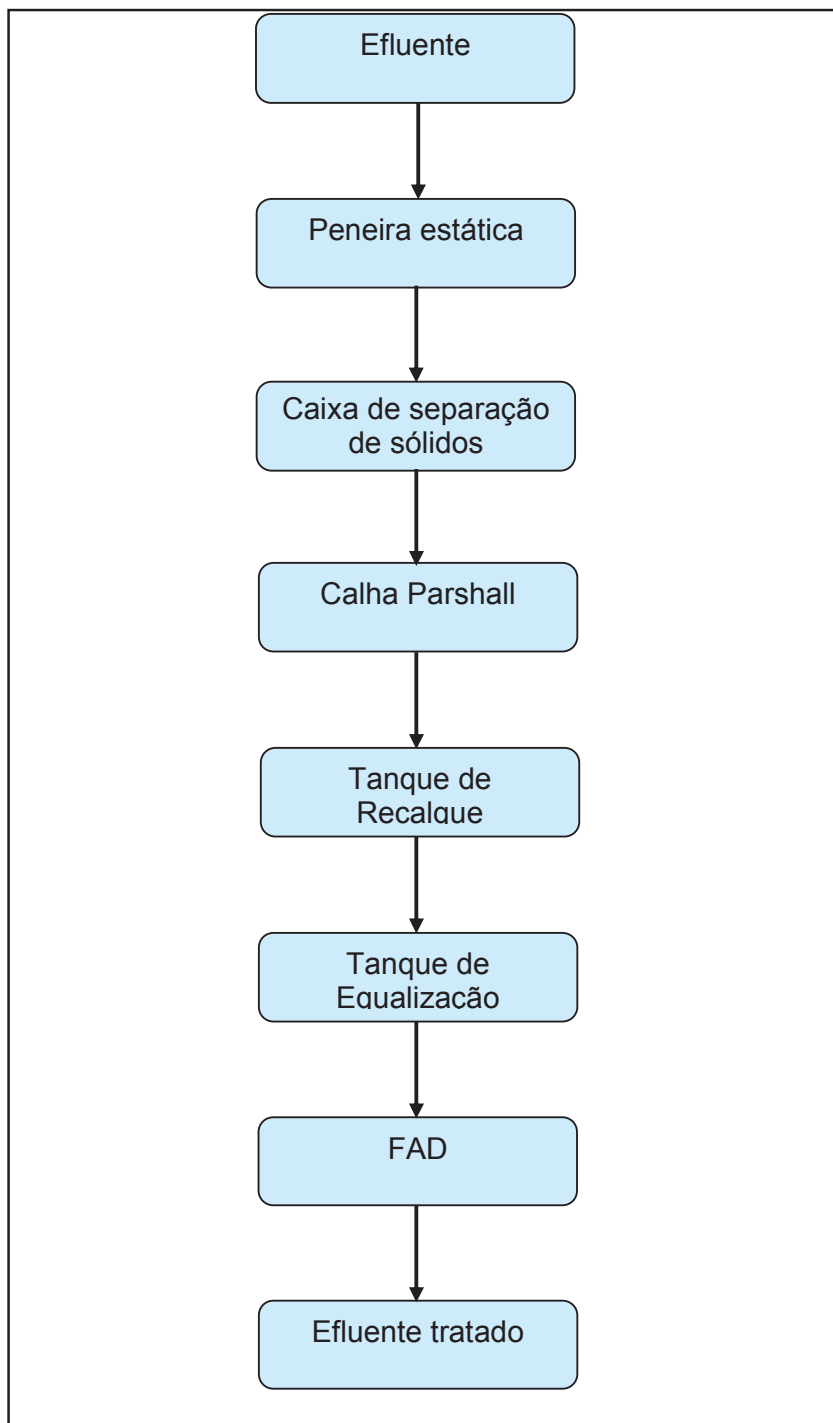 Efluente
Peneira estática
Caixa de separação
de sólidos
Calha Parshall
Tanque de
Recalque
Tanque de
Equalização
FAD
Efluente tratado